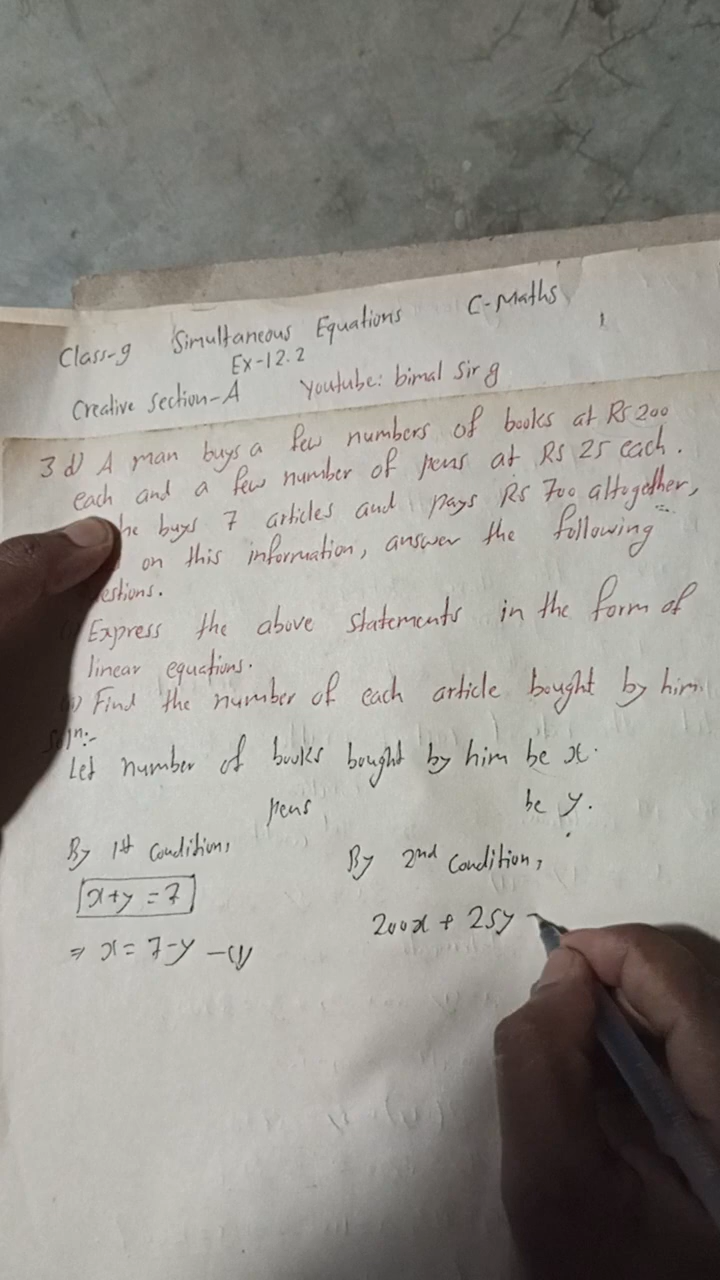 Class-9 Simultaneous Equations C-Maths
Ex-12.2
Creative Section-A Youtube: bimal Sir g
3 d) A man buys a few numbers of books at Rs 200
each and a few number of pens at Rs 25 each.
he buys 7 articles and pays Rs 700 altogether,
on this information, answer the following
estions.
Express the above statements in the form of
linear equations.
ii) Find the number of each article bought by him.
Soln:-
Let number of books bought by him be x.
pens be y.
By 1st condition, By 2nd condition,
x+y = 7
200x + 25y
⇒ x = 7-y -(1)